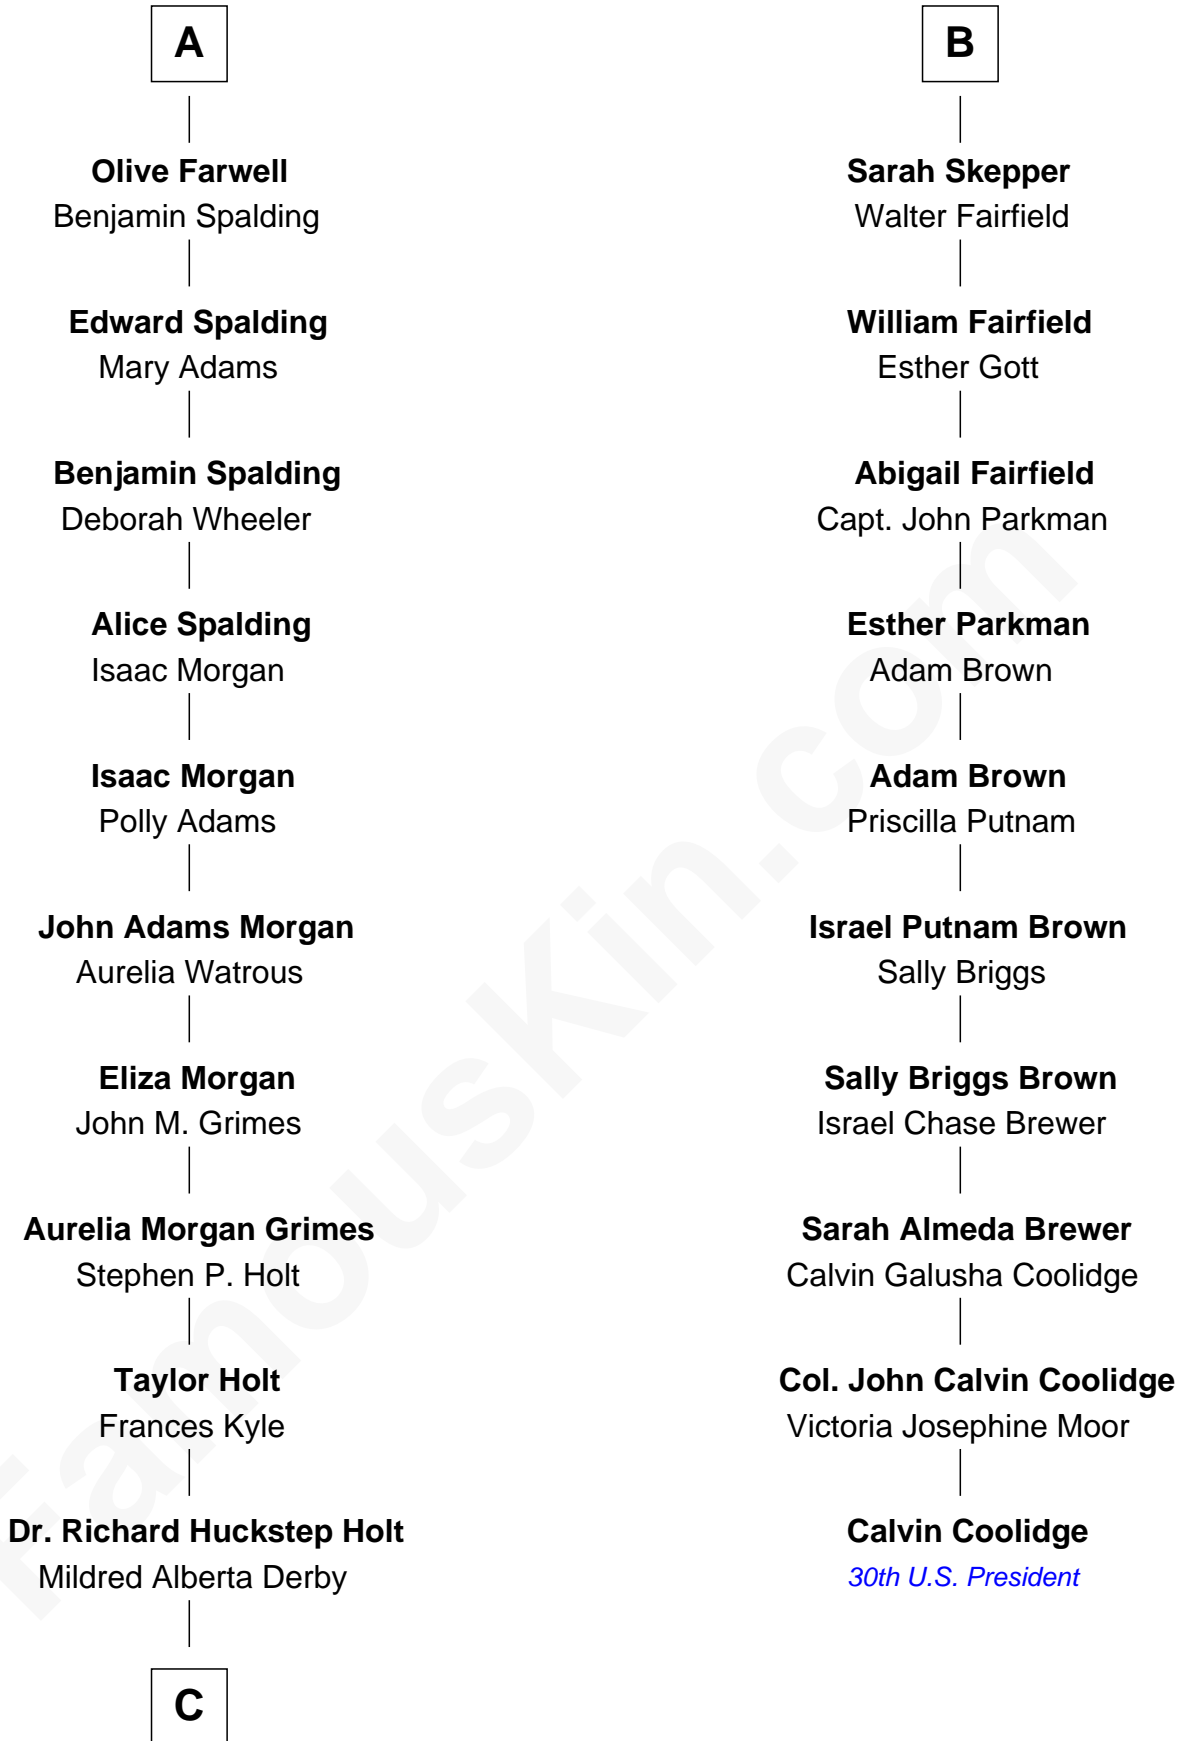 A
Olive Farwell
Benjamin Spalding
Edward Spalding
Mary Adams
Benjamin Spalding
Deborah Wheeler
Alice Spalding
Isaac Morgan
Isaac Morgan
Polly Adams
John Adams Morgan
Aurelia Watrous
Eliza Morgan
John M. Grimes
Aurelia Morgan Grimes
Stephen P. Holt
Taylor Holt
Frances Kyle
Dr. Richard Huckstep Holt
Mildred Alberta Derby
C
B
Sarah Skepper
Walter Fairfield
William Fairfield
Esther Gott
Abigail Fairfield
Capt. John Parkman
Esther Parkman
Adam Brown
Adam Brown
Priscilla Putnam
Israel Putnam Brown
Sally Briggs
Sally Briggs Brown
Israel Chase Brewer
Sarah Almeda Brewer
Calvin Galusha Coolidge
Col. John Calvin Coolidge
Victoria Josephine Moor
Calvin Coolidge
30th U.S. President
FamousKin.com